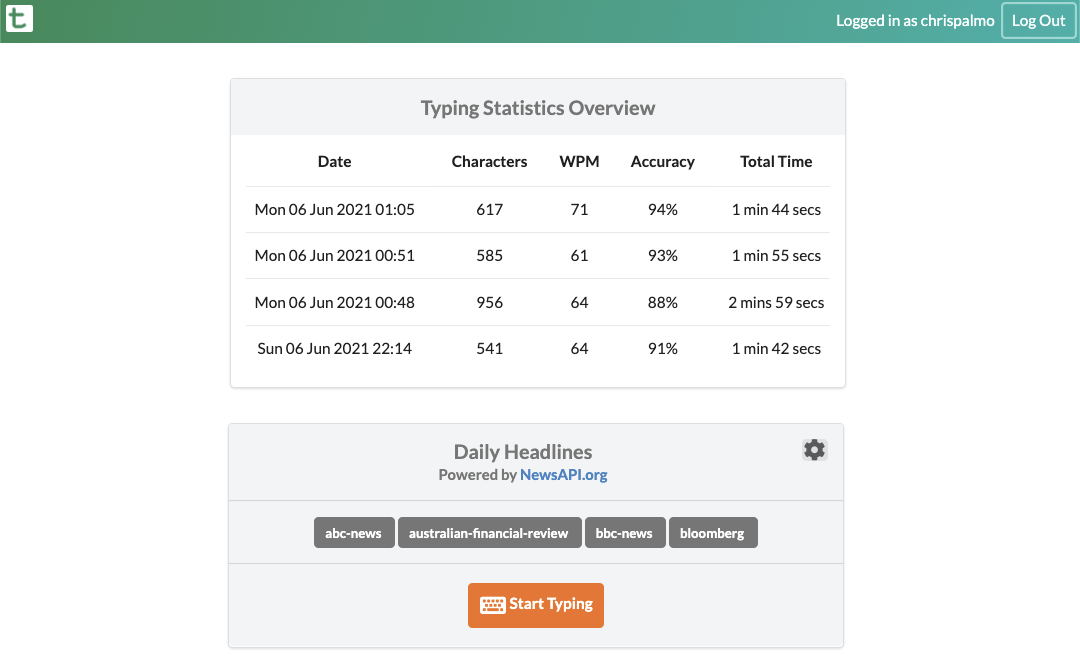 t
Logged in as chrispalmo Log Out
Typing Statistics Overview
Date Characters WPM Accuracy Total Time
Mon 06 Jun 2021 01:05 617 71 94% 1 min 44 secs
Mon 06 Jun 2021 00:51 585 61 93% 1 min 55 secs
Mon 06 Jun 2021 00:48 956 64 88% 2 mins 59 secs
Sun 06 Jun 2021 22:14 541 64 91% 1 min 42 secs
Daily Headlines
Powered by NewsAPI.org
abc-news australian-financial-review bbc-news bloomberg
Start Typing